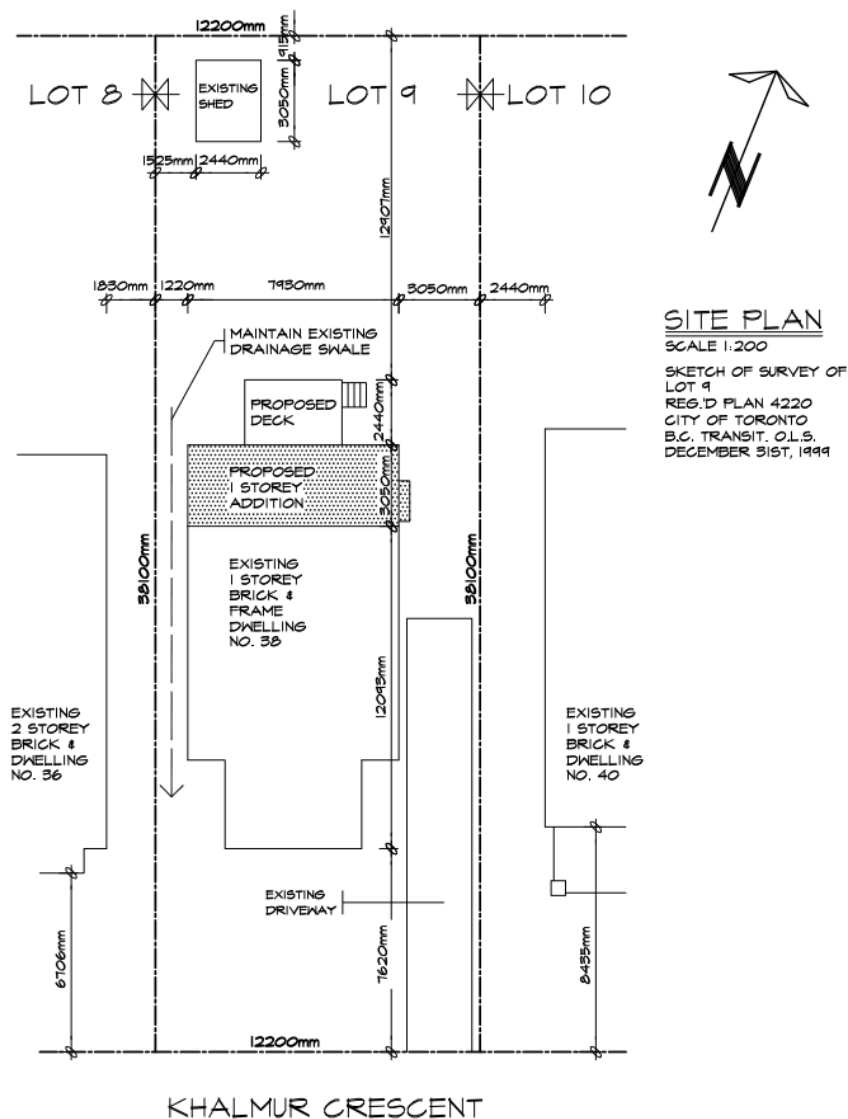 12200mm
915mm
LOT 8
EXISTING
SHED
3050mm
LOT 9
LOT 10
1525mm
2440mm
12907mm
1830mm
1220mm
7930mm
3050mm
2440mm
N
SITE PLAN
SCALE 1:200
SKETCH OF SURVEY OF
LOT 9
REG.'D PLAN 4220
CITY OF TORONTO
B.C. TRANSIT. O.L.S.
DECEMBER 31ST, 1999
MAINTAIN EXISTING
DRAINAGE SWALE
PROPOSED
DECK
2440mm
PROPOSED
1 STOREY
ADDITION
3050mm
38100mm
EXISTING
1 STOREY
BRICK &
FRAME
DWELLING
NO. 38
38100mm
12093mm
EXISTING
2 STOREY
BRICK &
DWELLING
NO. 36
EXISTING
1 STOREY
BRICK &
DWELLING
NO. 40
EXISTING
DRIVEWAY
6706mm
7620mm
8435mm
12200mm
KHALMUR CRESCENT